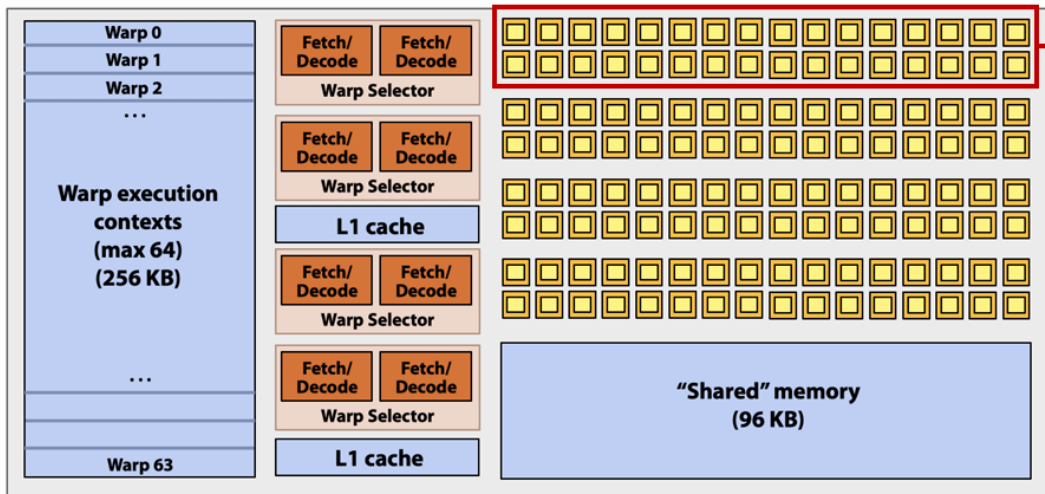 Warp 0
Warp 1
Warp 2
...
Warp execution
contexts
(max 64)
(256 KB)
...
Warp 63
Fetch/
Decode
Fetch/
Decode
Warp Selector
Fetch/
Decode
Fetch/
Decode
Warp Selector
L1 cache
Fetch/
Decode
Fetch/
Decode
Warp Selector
Fetch/
Decode
Fetch/
Decode
Warp Selector
L1 cache
“Shared” memory
(96 KB)